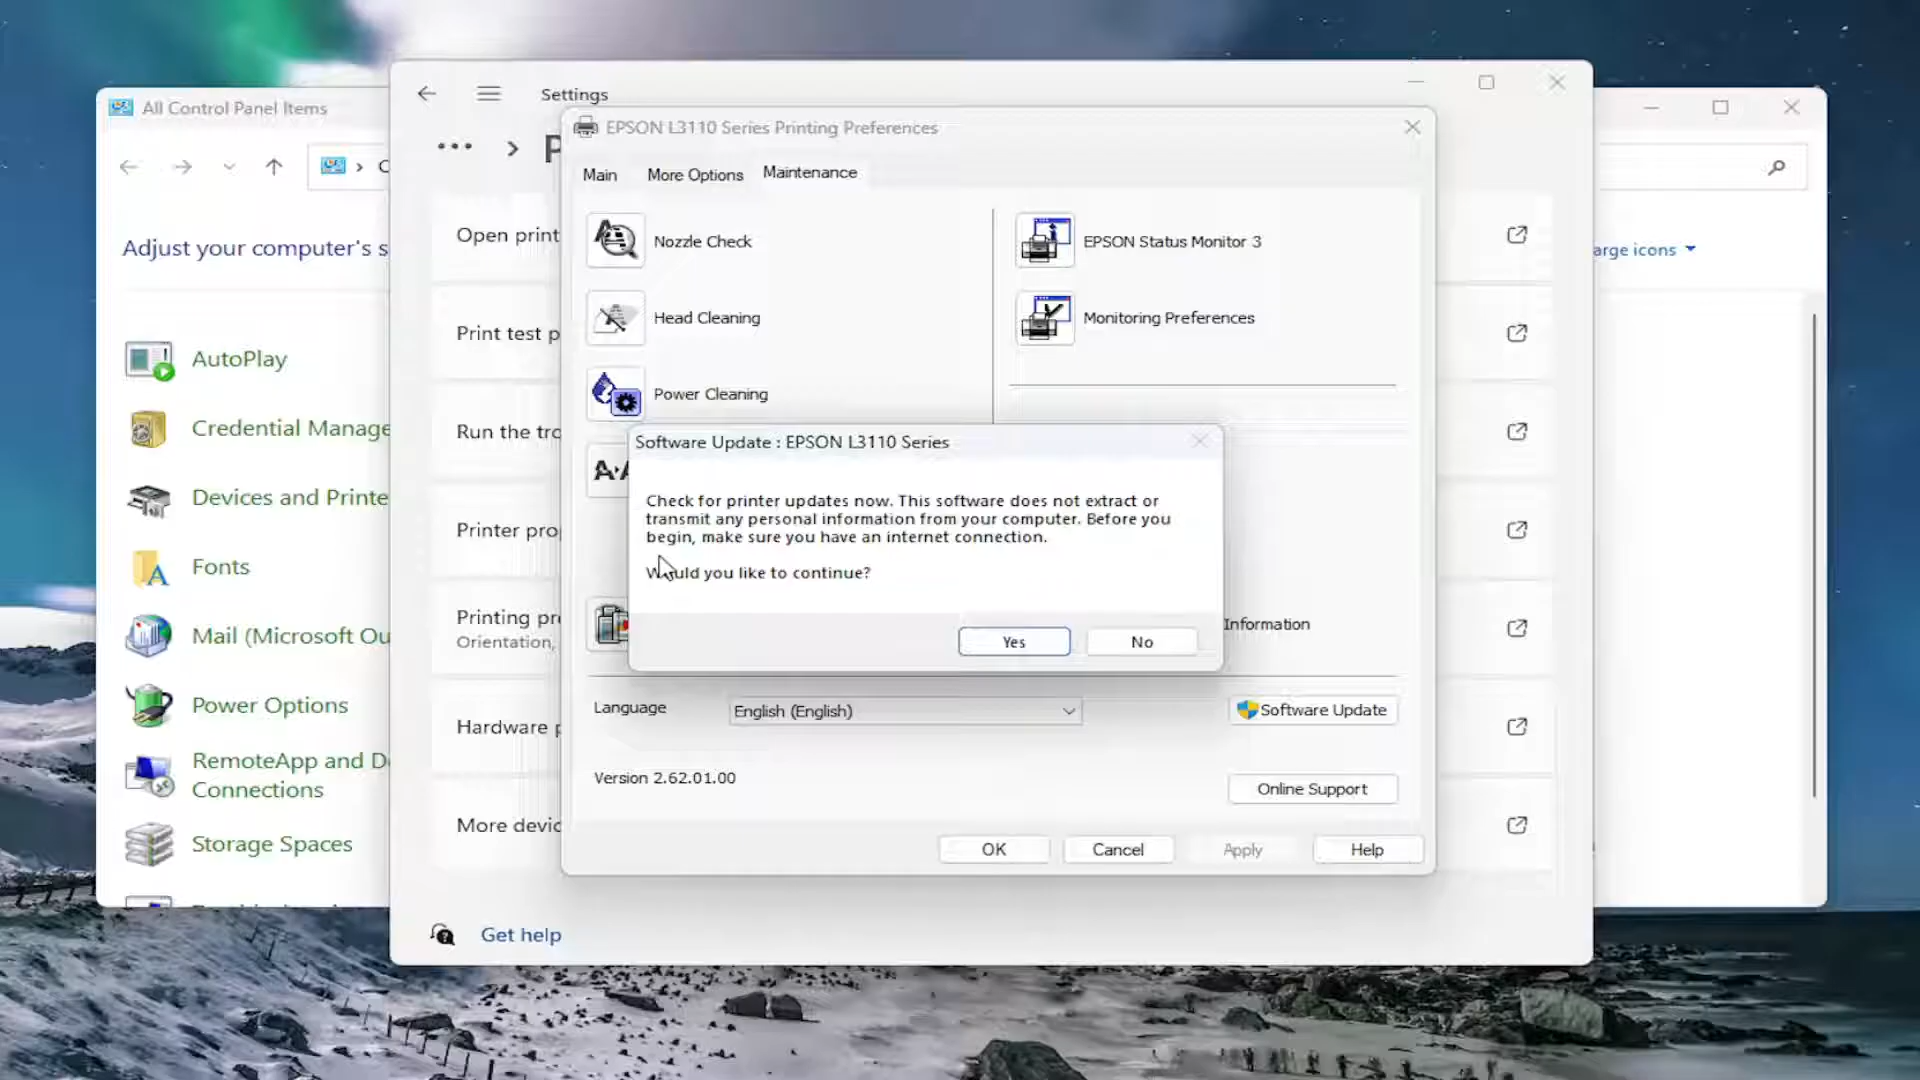 All Control Panel Items
Adjust your computer's s
arge icons
AutoPlay
Credential Manage
Devices and Printe
Fonts
Mail (Microsoft Ou
Power Options
RemoteApp and De
Connections
Storage Spaces
Settings
... > P
Open print
Print test p
Run the tro
Printer pro
Printing pre
Orientation,
Hardware p
More devic
Get help
EPSON L3110 Series Printing Preferences
Main
More Options
Maintenance
Nozzle Check
Head Cleaning
Power Cleaning
EPSON Status Monitor 3
Monitoring Preferences
Information
Language
English (English)
Software Update
Version 2.62.01.00
Online Support
OK
Cancel
Apply
Help
Software Update : EPSON L3110 Series
Check for printer updates now. This software does not extract or
transmit any personal information from your computer. Before you
begin, make sure you have an internet connection.
Would you like to continue?
Yes
No